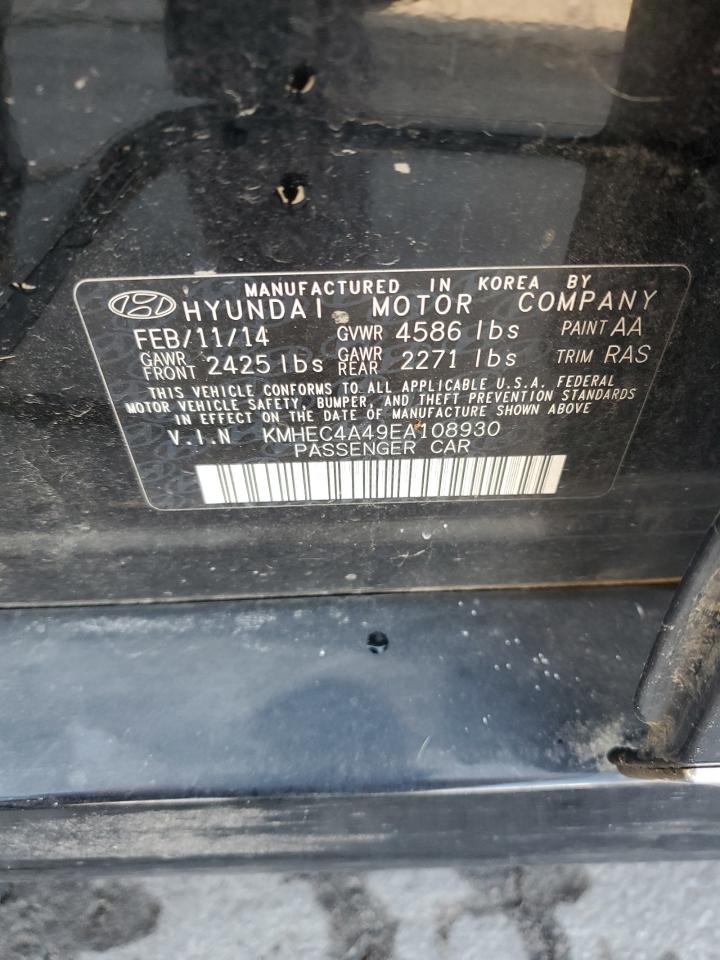 MANUFACTURED IN KOREA BY
HYUNDAI MOTOR COMPANY
FEB/11/14 GVWR 4586 lbs PAINT AA
GAWR FRONT 2425 lbs GAWR REAR 2271 lbs TRIM RAS
THIS VEHICLE CONFORMS TO ALL APPLICABLE U.S.A. FEDERAL
MOTOR VEHICLE SAFETY, BUMPER, AND THEFT PREVENTION STANDARDS
IN EFFECT ON THE DATE OF MANUFACTURE SHOWN ABOVE
V.I.N KMHEC4A49EA108930
PASSENGER CAR